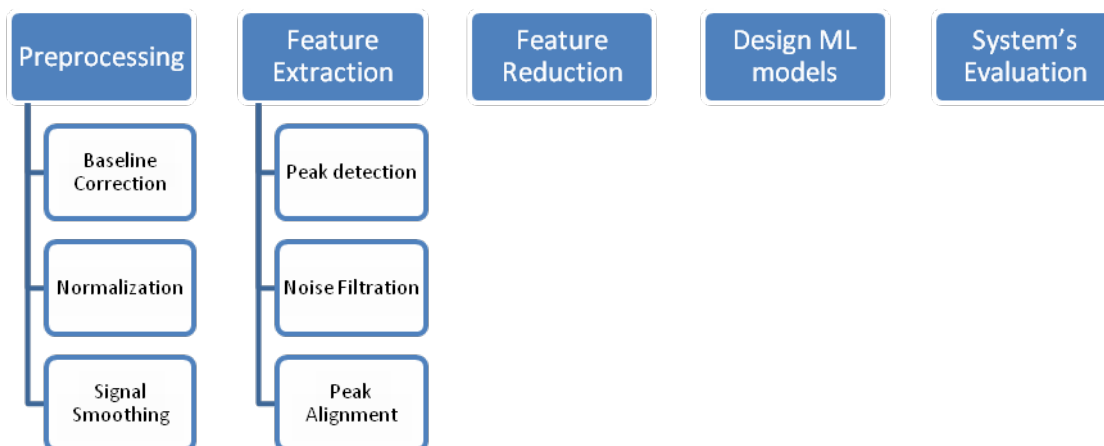 Preprocessing
Feature
Extraction
Feature
Reduction
Design ML
models
System's
Evaluation
Baseline
Correction
Normalization
Signal
Smoothing
Peak detection
Noise Filtration
Peak
Alignment